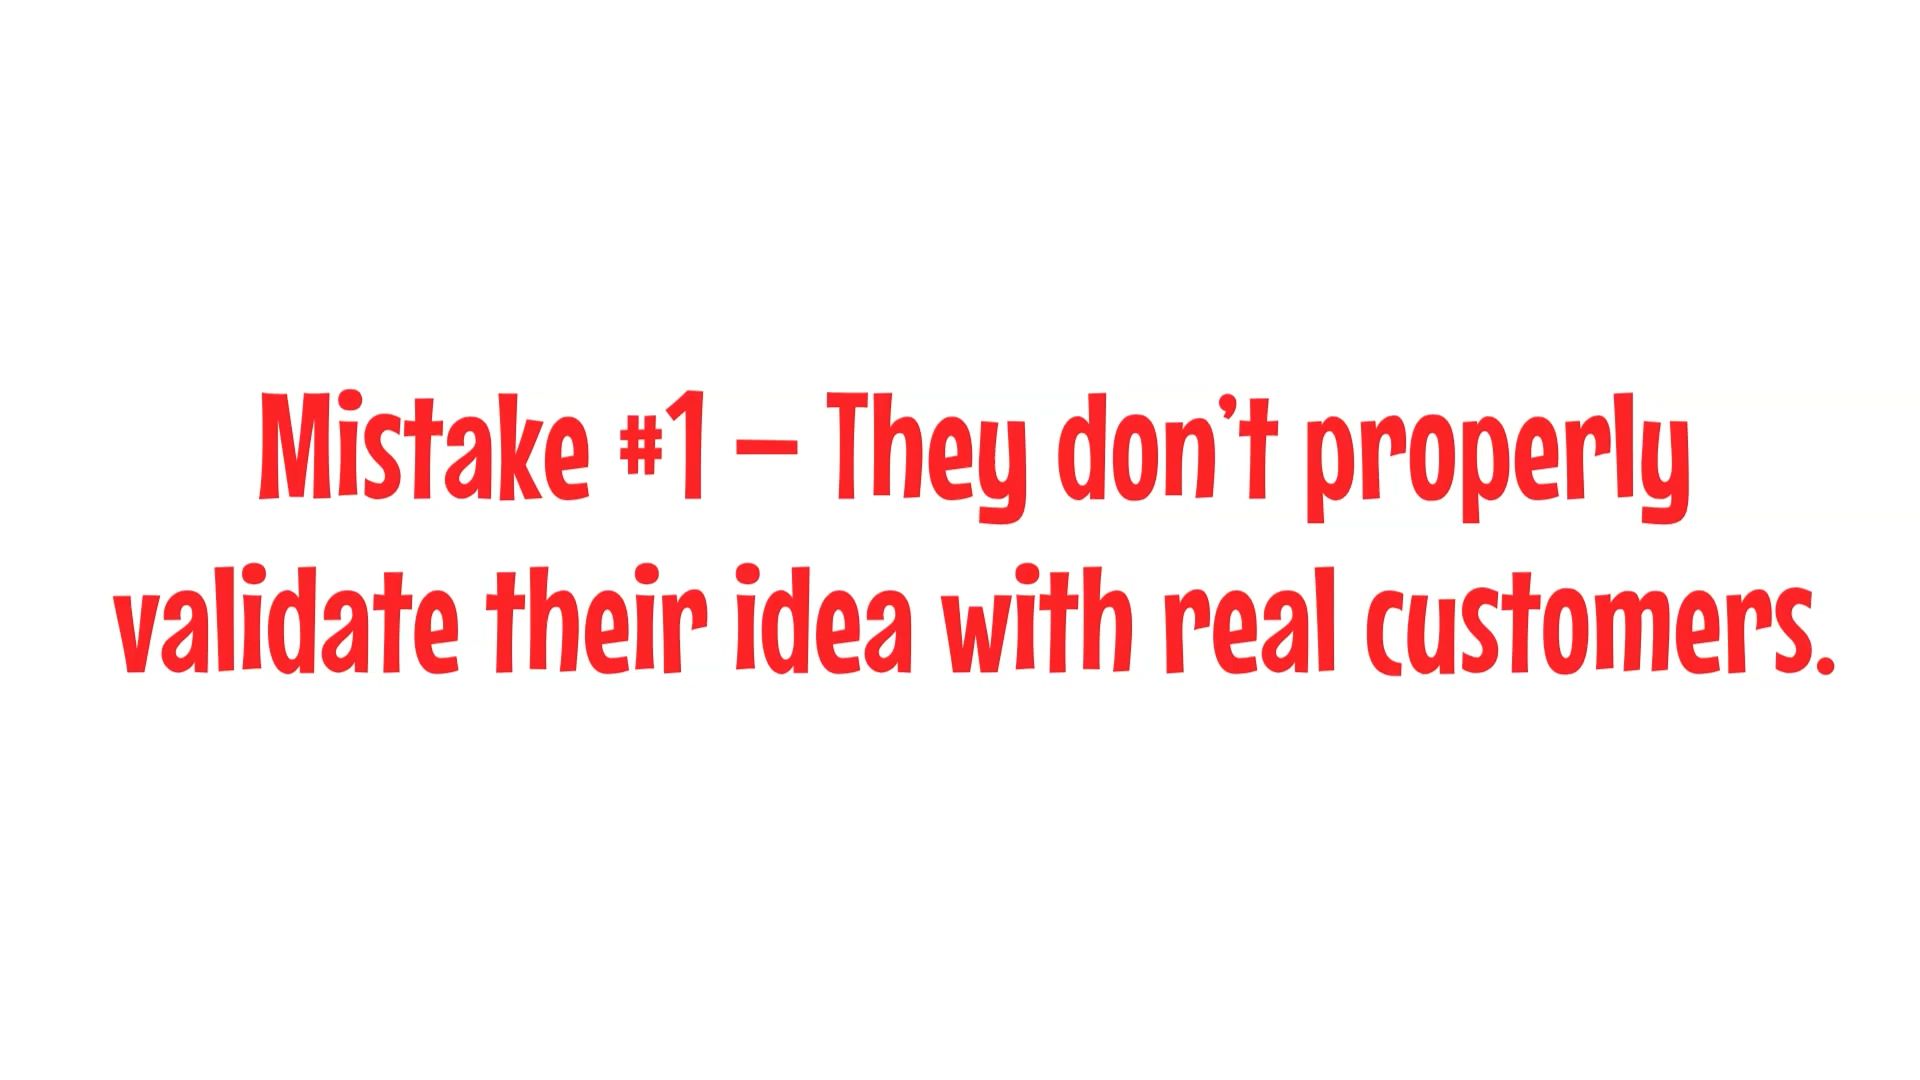 Mistake #1 – They don’t properly
validate their idea with real customers.